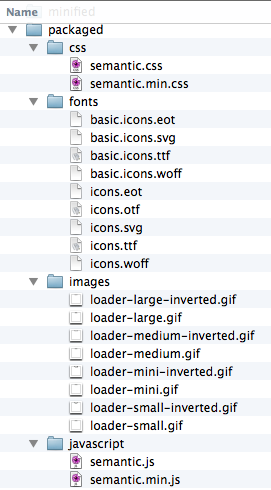 Name minified
packaged
css
semantic.css
semantic.min.css
fonts
basic.icons.eot
basic.icons.svg
basic.icons.ttf
basic.icons.woff
icons.eot
icons.otf
icons.svg
icons.ttf
icons.woff
images
loader-large-inverted.gif
loader-large.gif
loader-medium-inverted.gif
loader-medium.gif
loader-mini-inverted.gif
loader-mini.gif
loader-small-inverted.gif
loader-small.gif
javascript
semantic.js
semantic.min.js